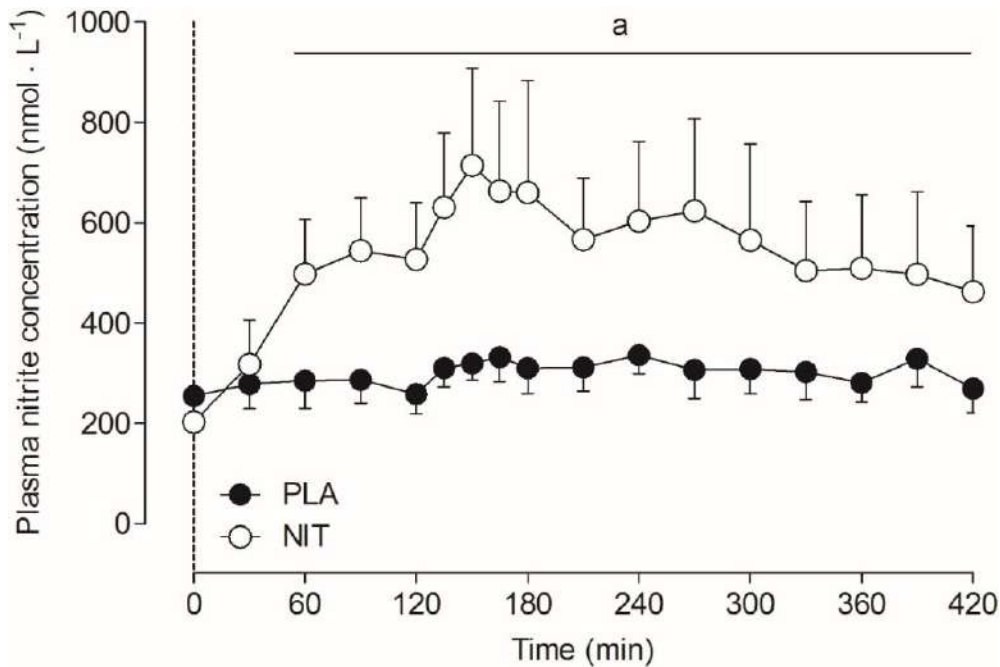 a
Plasma nitrite concentration (nmol · L⁻¹)
1000
800
600
400
200
0
PLA
NIT
0 60 120 180 240 300 360 420
Time (min)